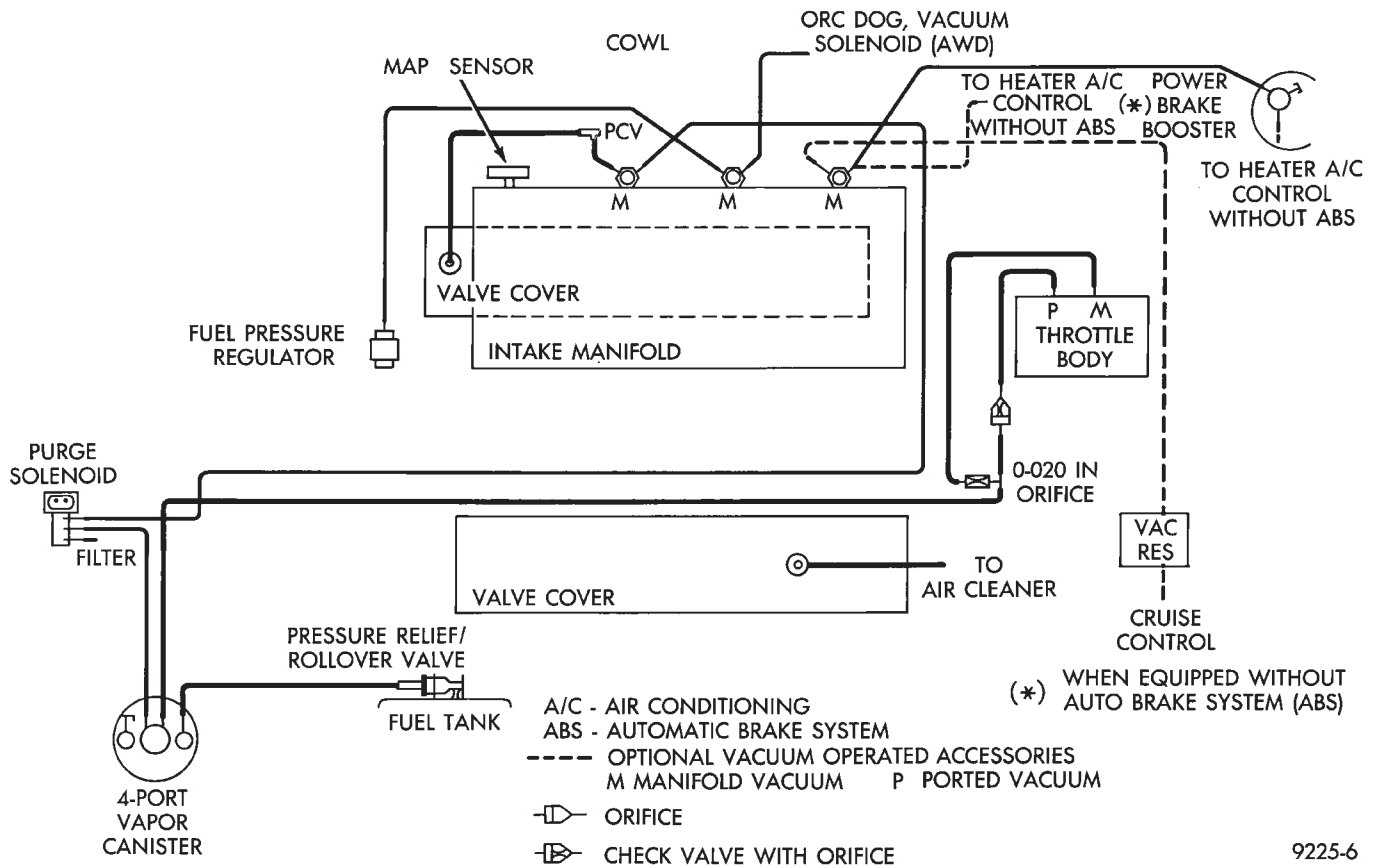 ORC DOG, VACUUM
SOLENOID (AWD)
COWL
MAP SENSOR
TO HEATER A/C
CONTROL
WITHOUT ABS
POWER
(*) BRAKE
BOOSTER
PCV
TO HEATER A/C
CONTROL
WITHOUT ABS
M
M
M
VALVE COVER
P M
THROTTLE
BODY
FUEL PRESSURE
REGULATOR
INTAKE MANIFOLD
PURGE
SOLENOID
0-020 IN
ORIFICE
FILTER
VAC
RES
TO
AIR CLEANER
VALVE COVER
CRUISE
CONTROL
PRESSURE RELIEF/
ROLLOVER VALVE
FUEL TANK
(*) WHEN EQUIPPED WITHOUT
AUTO BRAKE SYSTEM (ABS)
T
4-PORT
VAPOR
CANISTER
A/C - AIR CONDITIONING
ABS - AUTOMATIC BRAKE SYSTEM
OPTIONAL VACUUM OPERATED ACCESSORIES
M MANIFOLD VACUUM P PORTED VACUUM
ORIFICE
CHECK VALVE WITH ORIFICE
9225-6